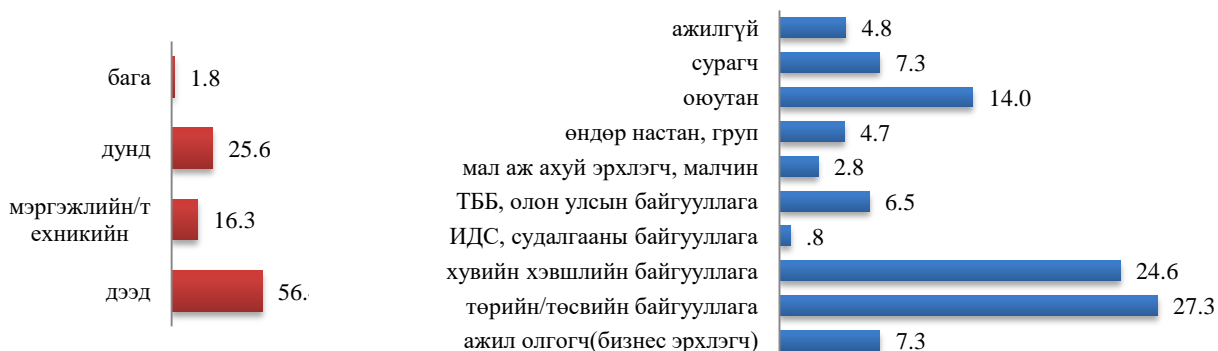 бага 1.8
дунд 25.6
мэргэжлийн/т
ехникийн 16.3
дээд 56.
ажилгүй 4.8
сурагч 7.3
оюутан 14.0
өндөр настан, груп 4.7
мал аж ахуй эрхлэгч, малчин 2.8
ТББ, олон улсын байгууллага 6.5
ИДС, судалгааны байгууллага .8
хувийн хэвшлийн байгууллага 24.6
төрийн/төсвийн байгууллага 27.3
ажил олгогч(бизнес эрхлэгч) 7.3